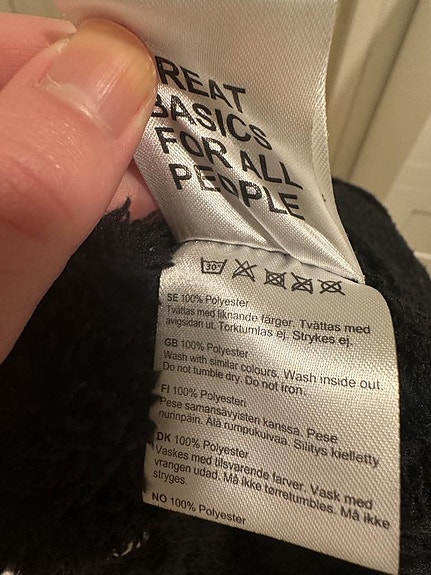 REAT
BASICS
FOR ALL
PEOPLE
30
SE 100% Polyester
Tvättas med liknande färger. Tvättas med
avigsidan ut. Torktumlas ej. Strykes ej.
GB 100% Polyester
Wash with similar colours. Wash inside out.
Do not tumble dry. Do not iron.
FI 100% Polyesteri
Pese samansävyisten kanssa. Pese
nurinpäin. Älä rumpukuivaa. Silitys kielletty
DK 100% Polyester
Vaskes med tilsvarende farver. Vask med
vrangen udad. Må ikke tørretumbles. Må ikke
stryges.
NO 100% Polyester